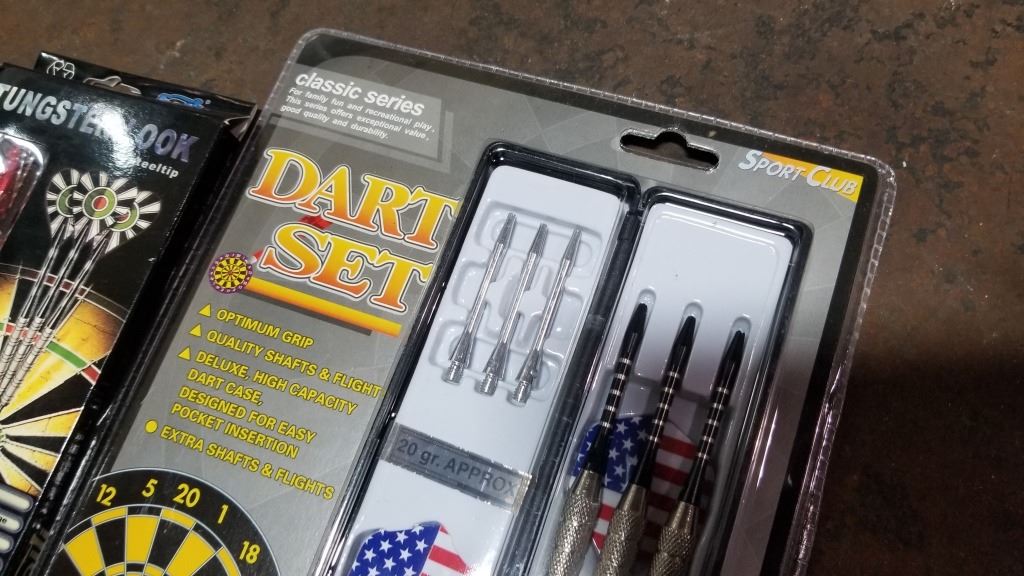 TUNGSTEN
steeltip
classic series
For family fun and recreational play.
This series offers exceptional value,
good quality and durability.
SPORT CLUB
DART
SET
OPTIMUM GRIP
QUALITY SHAFTS & FLIGHT
DELUXE, HIGH CAPACITY
DART CASE,
DESIGNED FOR EASY
POCKET INSERTION
EXTRA SHAFTS & FLIGHTS
20 gr. APPROX
12 5 20 1 18